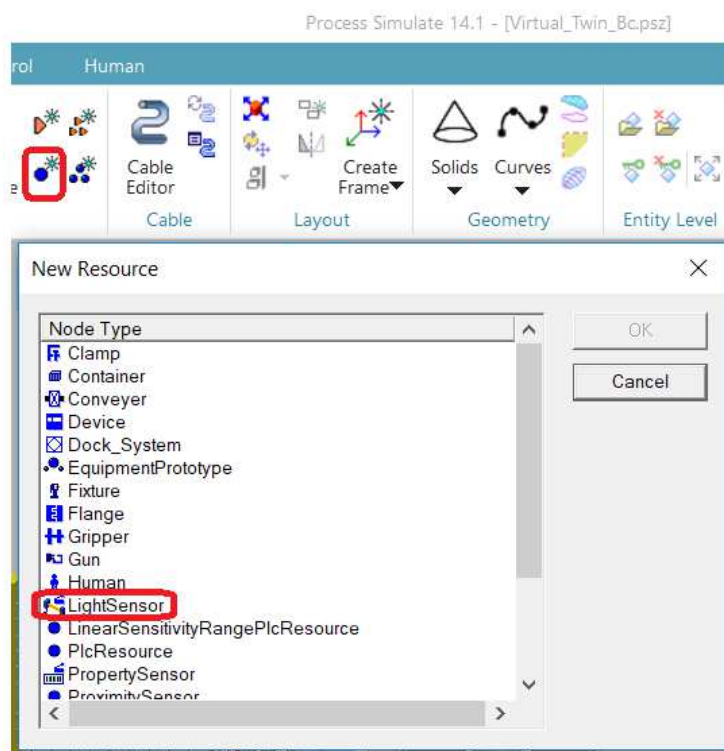 Process Simulate 14.1 - [Virtual_Twin_Bc.psz]
rol Human
Cable Editor
Create Frame
Solids Curves
Cable Layout Geometry Entity Level
New Resource
Node Type
OK
Clamp
Cancel
Container
Conveyer
Device
Dock_System
EquipmentPrototype
Fixture
Flange
Gripper
Gun
Human
LightSensor
LinearSensitivityRangePlcResource
PlcResource
PropertySensor
ProximitySensor